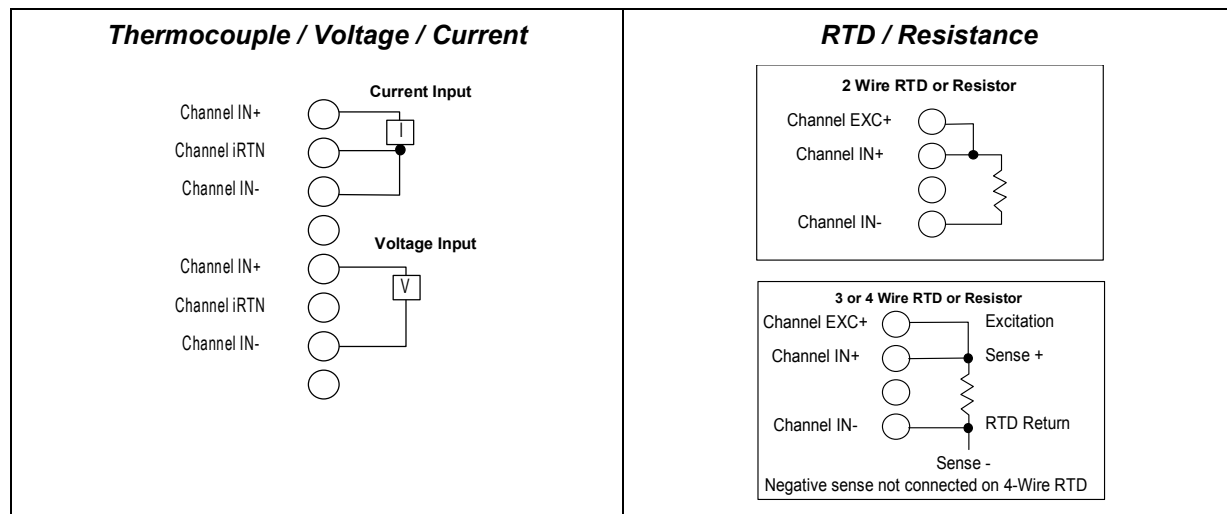 Thermocouple / Voltage / Current
Current Input
Channel IN+
I
Channel iRTN
Channel IN-
Voltage Input
Channel IN+
V
Channel iRTN
Channel IN-
RTD / Resistance
2 Wire RTD or Resistor
Channel EXC+
Channel IN+
Channel IN-
3 or 4 Wire RTD or Resistor
Channel EXC+ Excitation
Channel IN+ Sense +
Channel IN- RTD Return
Sense -
Negative sense not connected on 4-Wire RTD